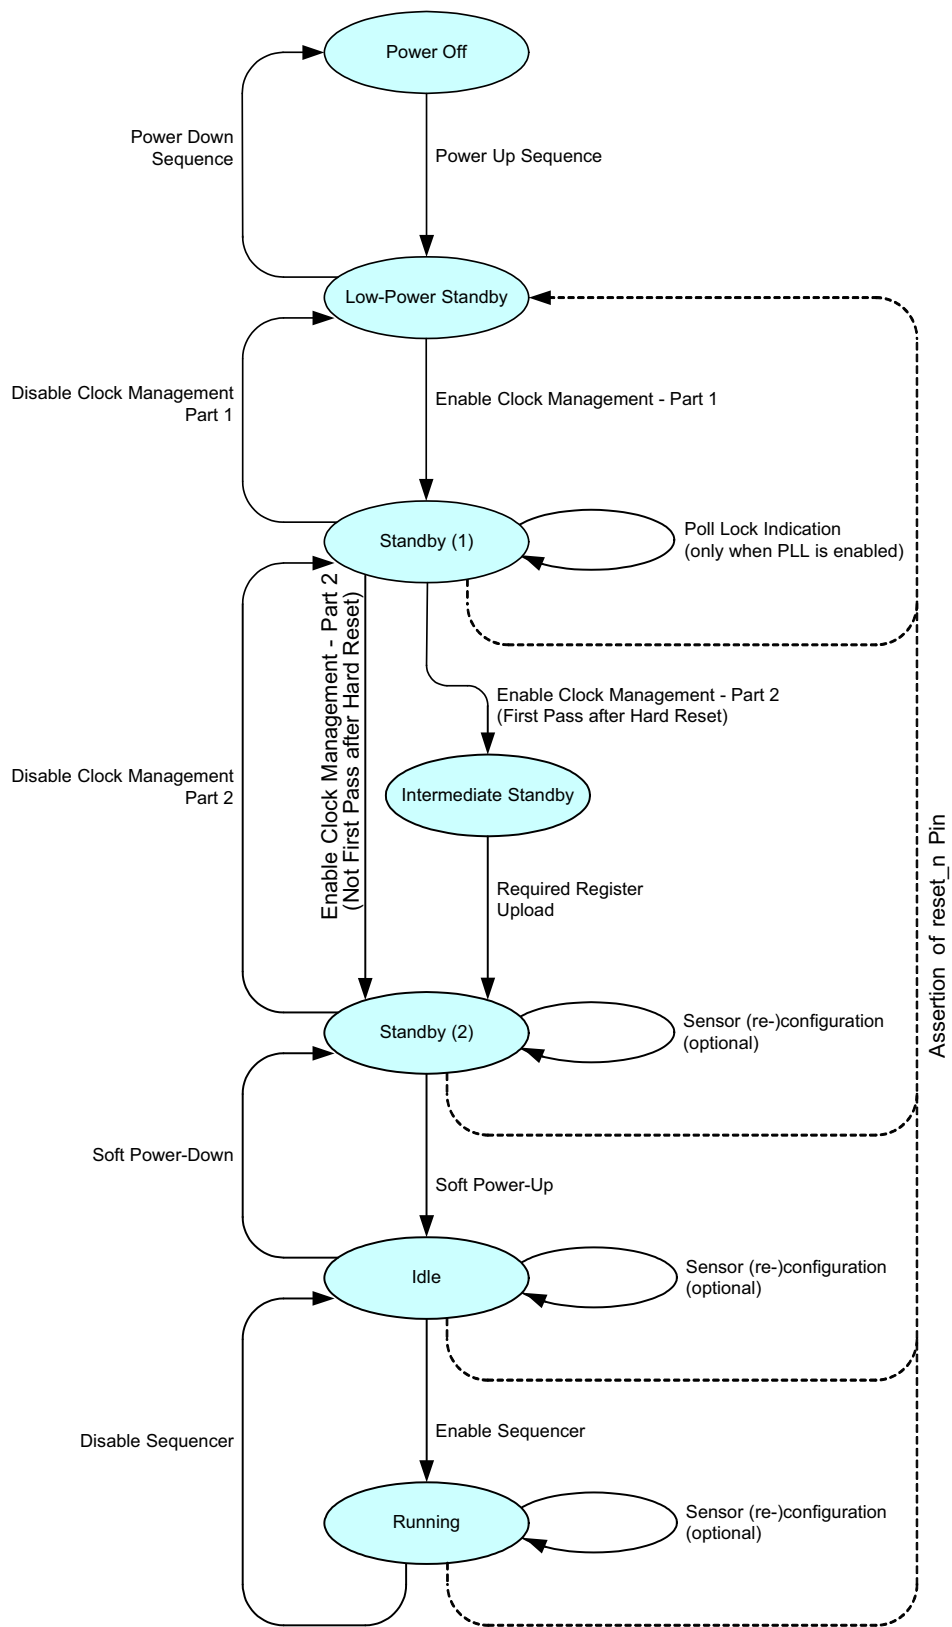 Power Off
Power Down
Sequence
Power Up Sequence
Low-Power Standby
Disable Clock Management
Part 1
Enable Clock Management - Part 1
Standby (1)
Poll Lock Indication
(only when PLL is enabled)
Enable Clock Management - Part 2
(Not First Pass after Hard Reset)
Enable Clock Management - Part 2
(First Pass after Hard Reset)
Disable Clock Management
Part 2
Intermediate Standby
Required Register
Upload
Assertion of reset_n Pin
Standby (2)
Sensor (re-)configuration
(optional)
Soft Power-Down
Soft Power-Up
Idle
Sensor (re-)configuration
(optional)
Disable Sequencer
Enable Sequencer
Running
Sensor (re-)configuration
(optional)